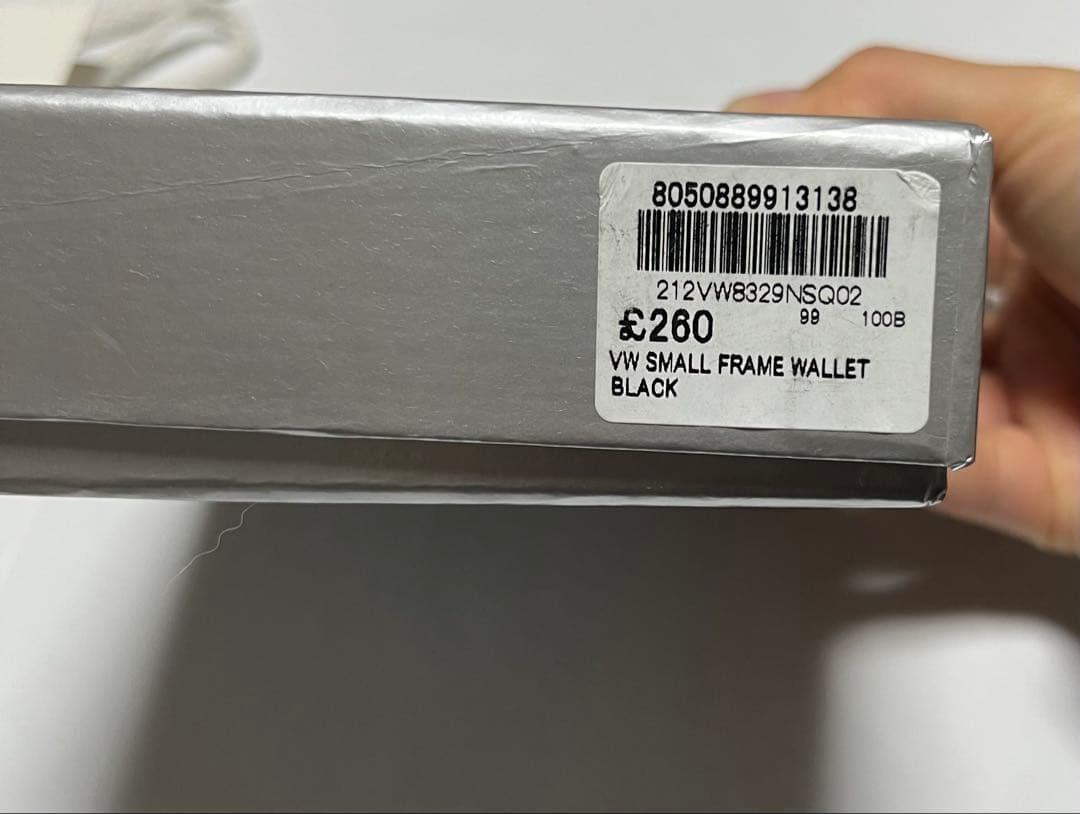 8050889913138
212VW8329NSQ02
£260 99 100B
VW SMALL FRAME WALLET
BLACK